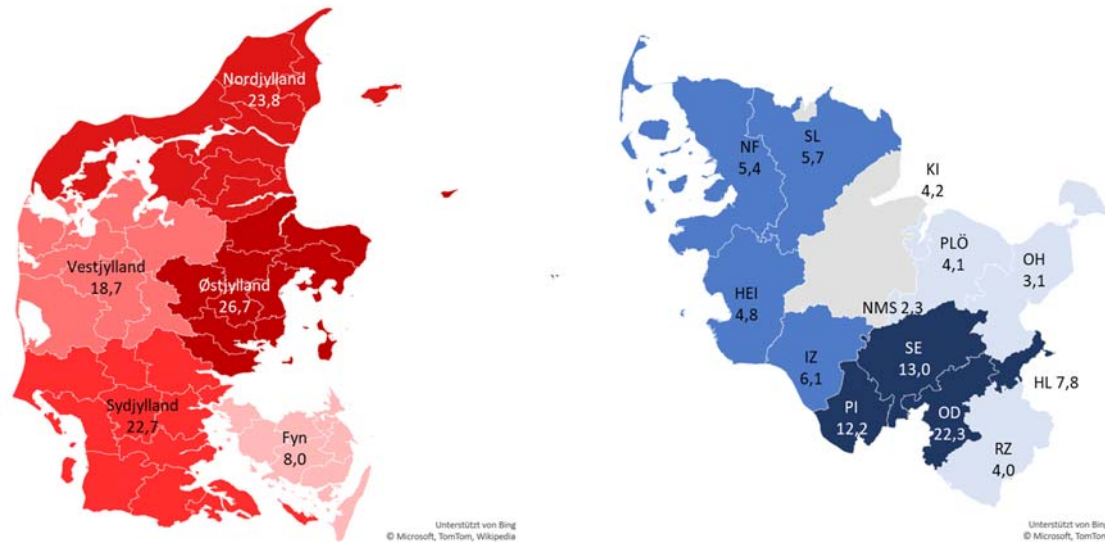 Nordjylland
23,8
Vestjylland
18,7
Østjylland
26,7
Sydjylland
22,7
Fyn
8,0
Unterstützt von Bing
© Microsoft, TomTom, Wikipedia
NF
5,4
SL
5,7
KI
4,2
PLÖ
4,1
OH
3,1
HEI
4,8
NMS 2,3
IZ
6,1
SE
13,0
HL 7,8
PI
12,2
OD
22,3
RZ
4,0
Unterstützt von Bing
© Microsoft, TomTom